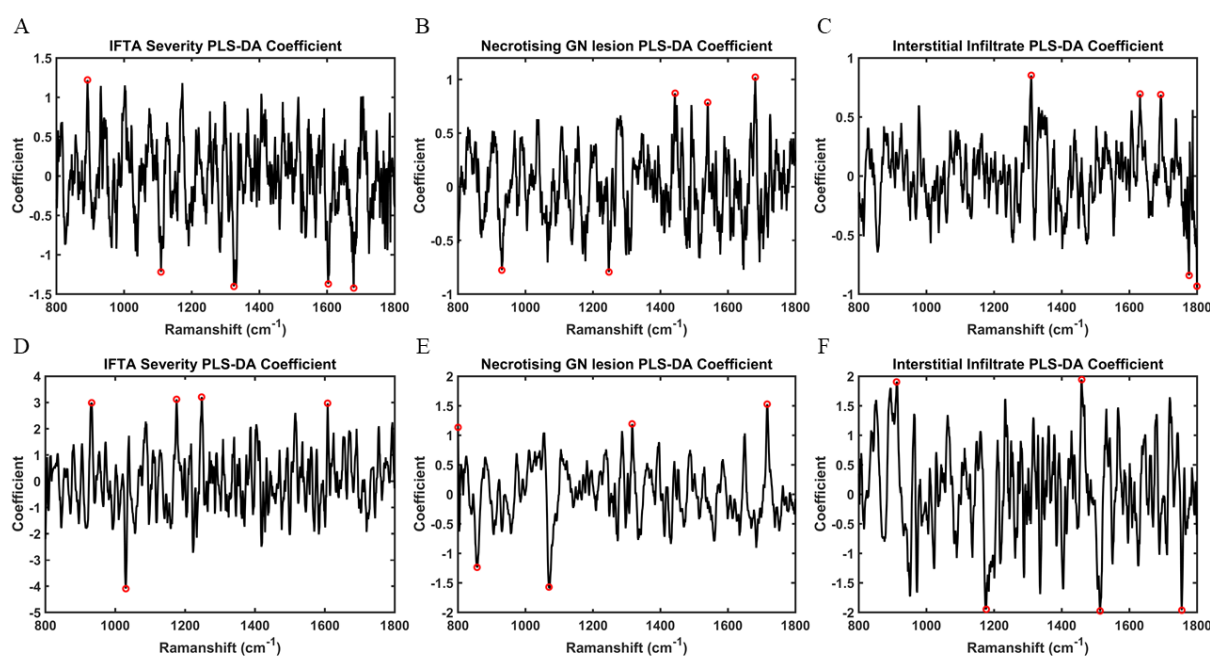 A
IFTA Severity PLS-DA Coefficient
1.5
1
0.5
0
-0.5
-1
-1.5
Coefficient
800 1000 1200 1400 1600 1800
Ramanshift (cm-1)
B
Necrotising GN lesion PLS-DA Coefficient
1
0.5
0
-0.5
-1
Coefficient
800 1000 1200 1400 1600 1800
Ramanshift (cm-1)
C
Interstitial Infiltrate PLS-DA Coefficient
1
0.5
0
-0.5
-1
Coefficient
800 1000 1200 1400 1600 1800
Ramanshift (cm-1)
D
IFTA Severity PLS-DA Coefficient
4
3
2
1
0
-1
-2
-3
-4
-5
Coefficient
800 1000 1200 1400 1600 1800
Ramanshift (cm-1)
E
Necrotising GN lesion PLS-DA Coefficient
2
1.5
1
0.5
0
-0.5
-1
-1.5
-2
Coefficient
800 1000 1200 1400 1600 1800
Ramanshift (cm-1)
F
Interstitial Infiltrate PLS-DA Coefficient
2
1.5
1
0.5
0
-0.5
-1
-1.5
-2
Coefficient
800 1000 1200 1400 1600 1800
Ramanshift (cm-1)